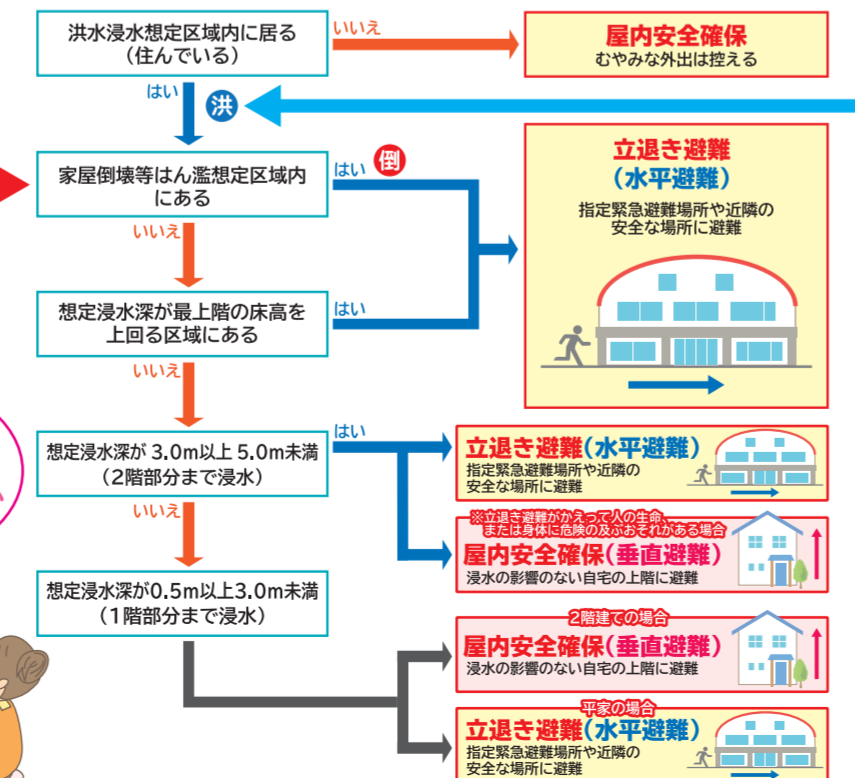 洪水浸水想定区域内に居る
(住んでいる)
いいえ
屋内安全確保
むやみな外出は控える
はい
洪
家屋倒壊等はん濫想定区域内
にある
はい
倒
立退き避難
(水平避難)
指定緊急避難場所や近隣の
安全な場所に避難
いいえ
想定浸水深が最上階の床高を
上回る区域にある
はい
いいえ
想定浸水深が3.0m以上5.0m未満
(2階部分まで浸水)
はい
立退き避難(水平避難)
指定緊急避難場所や近隣の
安全な場所に避難
※立退き避難がかえって人の生命
または身体に危険の及ぶおそれがある場合
屋内安全確保(垂直避難)
浸水の影響のない自宅の上階に避難
いいえ
想定浸水深が0.5m以上3.0m未満
(1階部分まで浸水)
2階建ての場合
屋内安全確保(垂直避難)
浸水の影響のない自宅の上階に避難
平家の場合
立退き避難(水平避難)
指定緊急避難場所や近隣の
安全な場所に避難